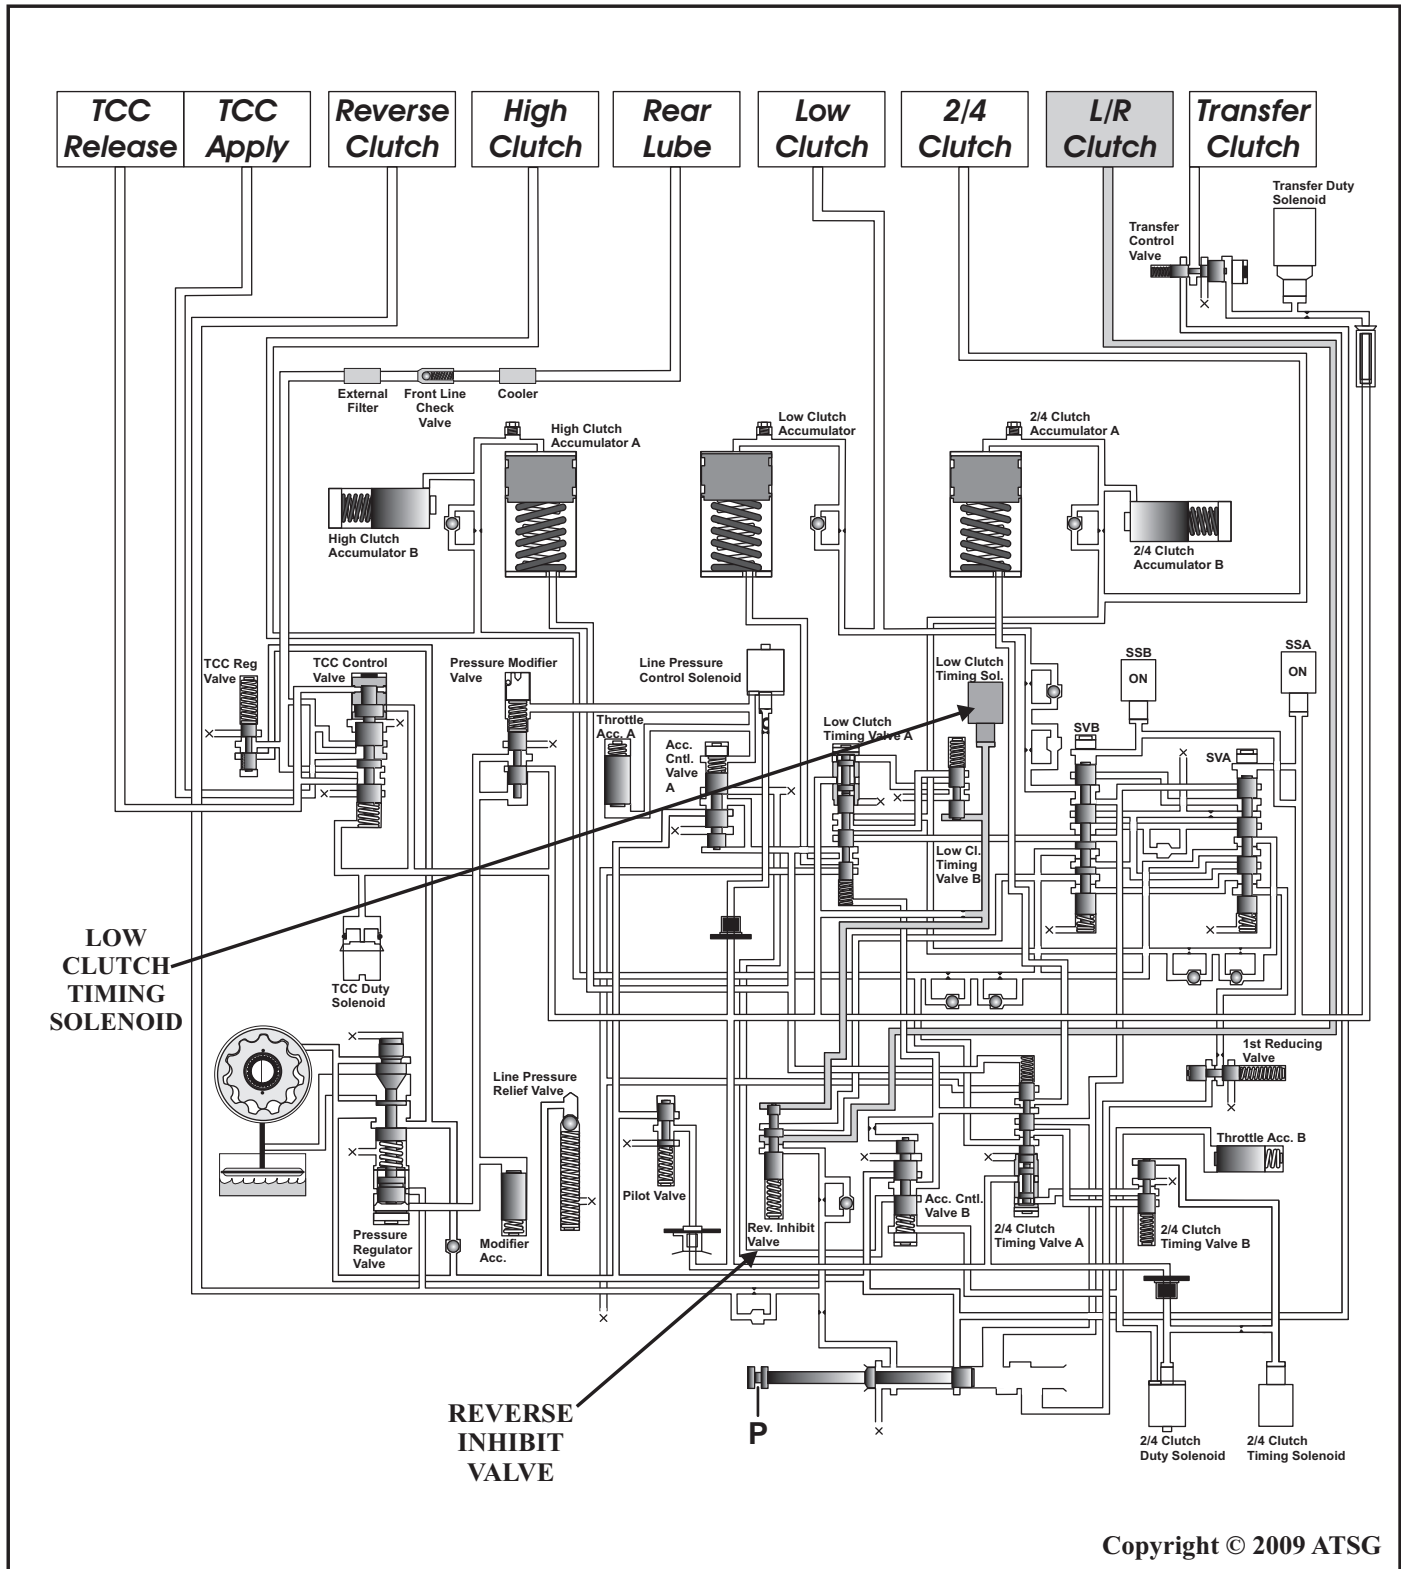 TCC Release
TCC Apply
Reverse Clutch
High Clutch
Rear Lube
Low Clutch
2/4 Clutch
L/R Clutch
Transfer Clutch
Transfer Duty
Solenoid
Transfer
Control
Valve
External
Filter
Front Line
Check
Valve
Cooler
High Clutch
Accumulator A
Low Clutch
Accumulator
2/4 Clutch
Accumulator A
High Clutch
Accumulator B
2/4 Clutch
Accumulator B
TCC Reg
Valve
TCC Control
Valve
Pressure Modifier
Valve
Line Pressure
Control Solenoid
Low Clutch
Timing Sol.
SSB
ON
SSA
ON
Throttle
Acc. A
Acc.
Cntl.
Valve
A
Low Clutch
Timing Valve A
SVB
SVA
Low Cl.
Timing
Valve B
LOW
CLUTCH
TIMING
SOLENOID
TCC Duty
Solenoid
1st Reducing
Valve
Line Pressure
Relief Valve
Throttle Acc. B
Pilot Valve
Rev. Inhibit
Valve
Acc. Cntl.
Valve B
2/4 Clutch
Timing Valve A
2/4 Clutch
Timing Valve B
Pressure
Regulator
Valve
Modifier
Acc.
P
REVERSE
INHIBIT
VALVE
2/4 Clutch
Duty Solenoid
2/4 Clutch
Timing Solenoid
Copyright © 2009 ATSG